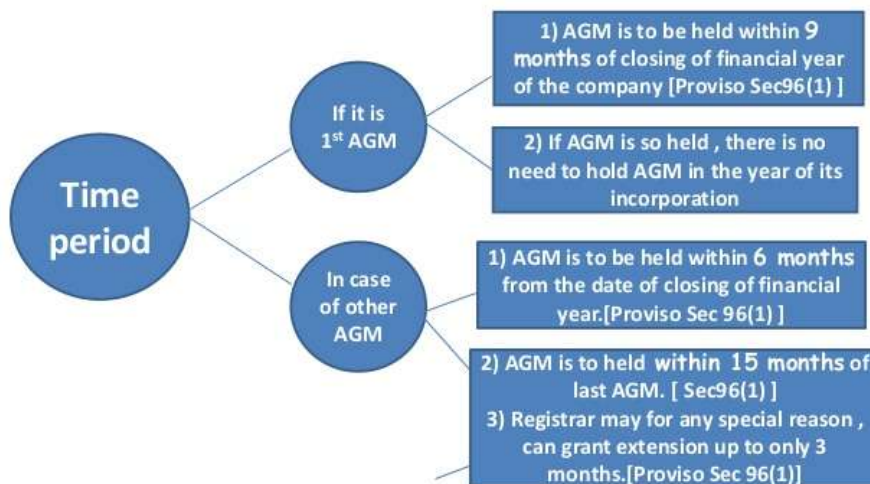 Time
period
If it is
1st AGM
1) AGM is to be held within 9
months of closing of financial year
of the company [Proviso Sec96(1) ]
2) If AGM is so held , there is no
need to hold AGM in the year of its
incorporation
In case
of other
AGM
1) AGM is to be held within 6 months
from the date of closing of financial
year.[Proviso Sec 96(1) ]
2) AGM is to held within 15 months of
last AGM. [ Sec96(1) ]
3) Registrar may for any special reason ,
can grant extension up to only 3
months.[Proviso Sec 96(1)]